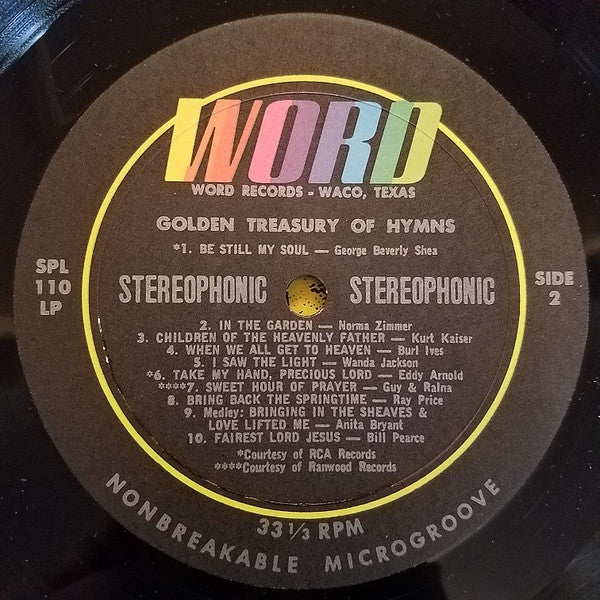 WORD
WORD RECORDS - WACO, TEXAS
GOLDEN TREASURY OF HYMNS
*1. BE STILL MY SOUL — George Beverly Shea
SPL
110
LP
STEREOPHONIC STEREOPHONIC
SIDE
2
2. IN THE GARDEN — Norma Zimmer
3. CHILDREN OF THE HEAVENLY FATHER — Kurt Kaiser
4. WHEN WE ALL GET TO HEAVEN — Burl Ives
5. I SAW THE LIGHT — Wanda Jackson
*6. TAKE MY HAND, PRECIOUS LORD — Eddy Arnold
****7. SWEET HOUR OF PRAYER — Guy & Ralna
8. BRING BACK THE SPRINGTIME — Ray Price
9. Medley: BRINGING IN THE SHEAVES &
LOVE LIFTED ME — Anita Bryant
10. FAIREST LORD JESUS — Bill Pearce
*Courtesy of RCA Records
****Courtesy of Ranwood Records
33 1/3 RPM
NONBREAKABLE MICROGROOVE